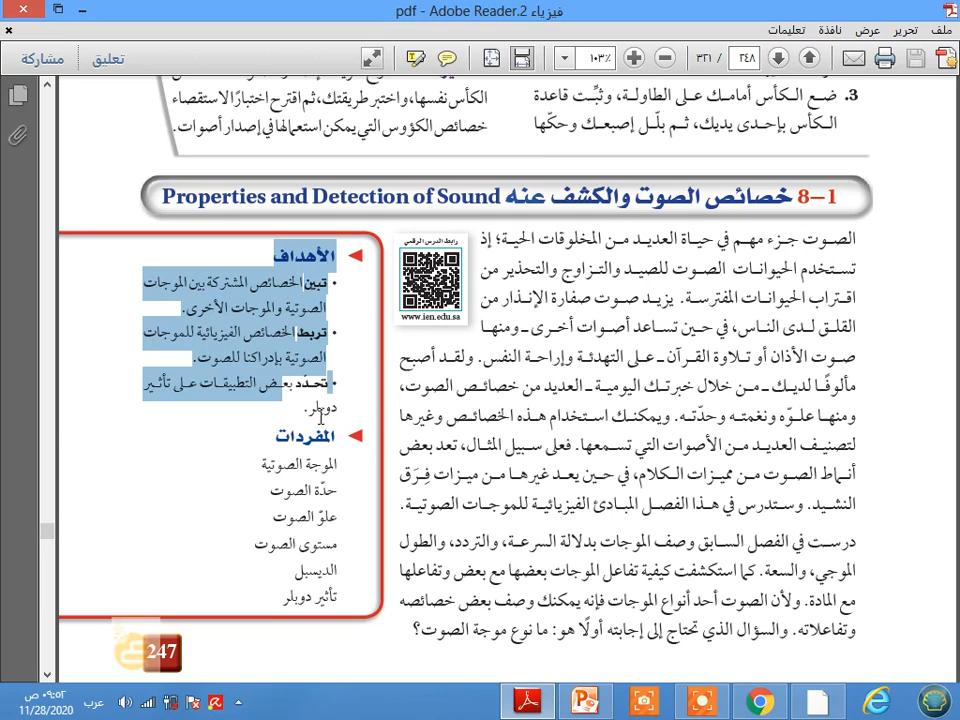 فيزياء 2.pdf - Adobe Reader
ملف تحرير عرض نافذة تعليمات
٢٤٨ / ٣٢١ ١٠٣٪ تعليق مشاركة
3. ضع الكأس أمامك على الطاولة، وثبِّت قاعدة
الكأس بإحدى يديك، ثم بلّل إصبعك وحكّها
الكأس نفسها، واختبر طريقتك، ثم اقترح اختبارًا لاستقصاء
خصائص الكؤوس التي يمكن استعمالها في إصدار أصوات.
8–1 خصائص الصوت والكشف عنه Properties and Detection of Sound
رابط الدرس الرقمي
www.ien.edu.sa
الصوت جزء مهم في حياة العديد من المخلوقات الحية؛ إذ
تستخدم الحيوانات الصوت للصيد والتزاوج والتحذير من
اقتراب الحيوانات المفترسة. يزيد صوت صفارة الإنذار من
القلق لدى الناس، في حين تساعد أصوات أخرى ـ ومنها
صوت الأذان أو تلاوة القرآن ـ على التهدئة وإراحة النفس. ولقد أصبح
مألوفًا لديك ـ من خلال خبرتك اليومية ـ العديد من خصائص الصوت،
ومنها علوّه ونغمته وحدّته. ويمكنك استخدام هذه الخصائص وغيرها
لتصنيف العديد من الأصوات التي تسمعها. فعلى سبيل المثال، تعد بعض
أنماط الصوت من مميزات الكلام، في حين يعد غيرها من ميزات فِرَق
النشيد. وستدرس في هذا الفصل المبادئ الفيزيائية للموجات الصوتية.
درست في الفصل السابق وصف الموجات بدلالة السرعة، والتردد، والطول
الموجي، والسعة. كما استكشفت كيفية تفاعل الموجات بعضها مع بعض وتفاعلها
مع المادة. ولأن الصوت أحد أنواع الموجات فإنه يمكنك وصف بعض خصائصه
وتفاعلاته. والسؤال الذي تحتاج إلى إجابته أولًا هو: ما نوع موجة الصوت؟
الأهداف
• تبين الخصائص المشتركة بين الموجات
الصوتية والموجات الأخرى.
• تربط الخصائص الفيزيائية للموجات
الصوتية بإدراكنا للصوت.
• تحدّد بعض التطبيقات على تأثير
دوبلر.
المفردات
الموجة الصوتية
حدّة الصوت
علوّ الصوت
مستوى الصوت
الديسبل
تأثير دوبلر
247
عرب
٠٩:٥٢ ص
11/28/2020